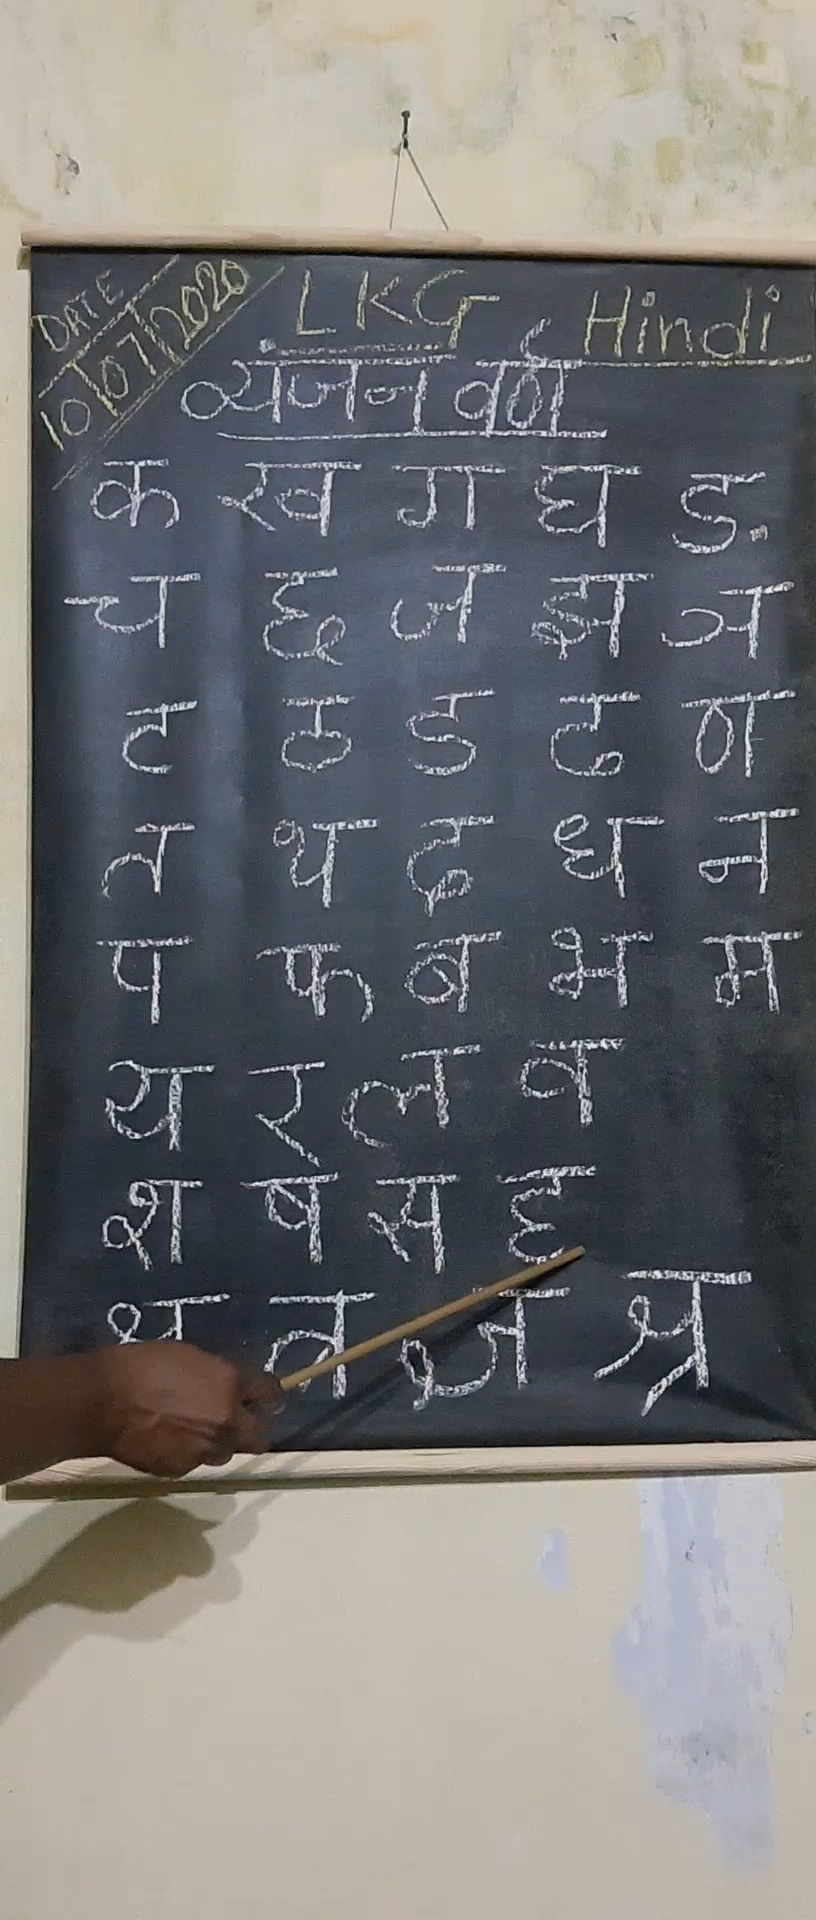 DATE
10/07/2020
LKG Hindi
व्यंजन वर्ण
क ख ग घ ङ
च छ ज झ ञ
ट ठ ड ढ ण
त थ द ध न
प फ ब भ म
य र ल व
श ष स ह
त्र ज्ञ श्र